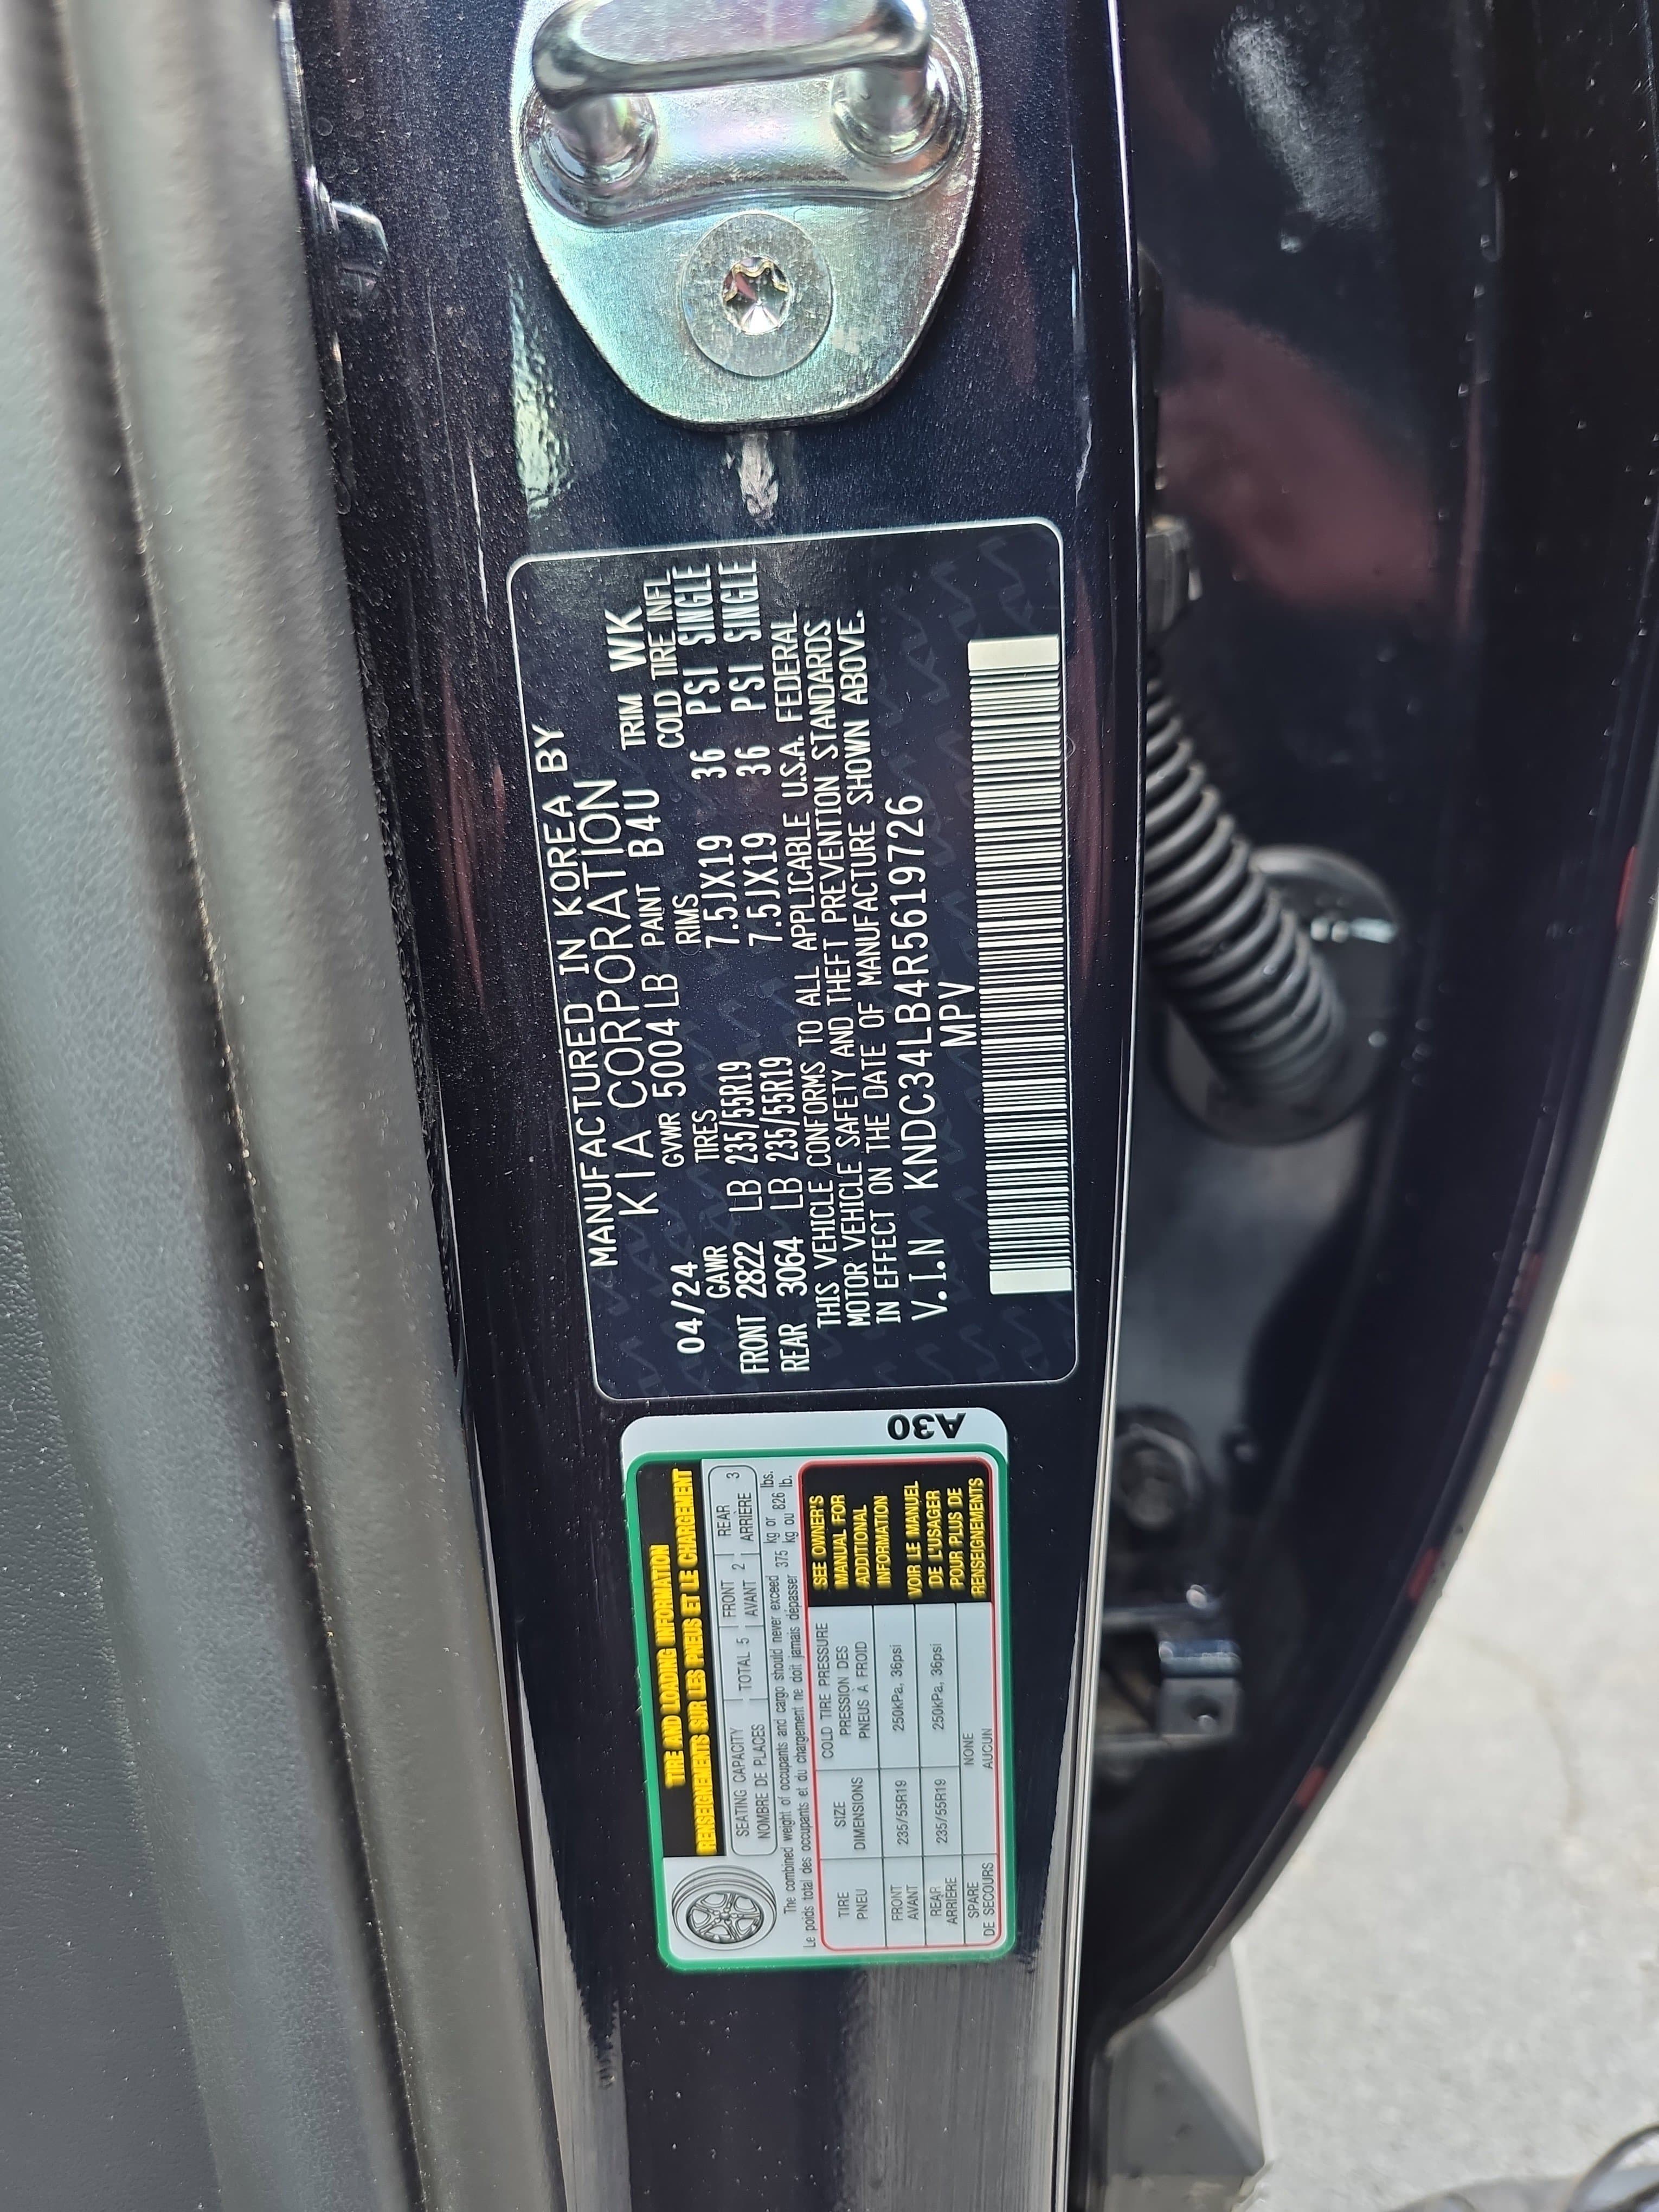 MANUFACTURED IN KOREA BY
KIA CORPORATION
04/24 GVWR 5004 LB PAINT B4U TRIM WK
GAWR TIRES RIMS COLD TIRE INFL
FRONT 2822 LB 235/55R19 7.5JX19 36 PSI SINGLE
REAR 3064 LB 235/55R19 7.5JX19 36 PSI SINGLE
THIS VEHICLE CONFORMS TO ALL APPLICABLE U.S.A. FEDERAL
MOTOR VEHICLE SAFETY AND THEFT PREVENTION STANDARDS
IN EFFECT ON THE DATE OF MANUFACTURE SHOWN ABOVE.
V.I.N KNDC34LB4R5619726
MPV
A30
TIRE AND LOADING INFORMATION
RENSEIGNEMENTS SUR LES PNEUS ET LE CHARGEMENT
SEATING CAPACITY
NOMBRE DE PLACES
TOTAL 5
FRONT
AVANT 2
REAR
ARRIÈRE 3
The combined weight of occupants and cargo should never exceed 375 kg or 826 lbs.
Le poids total des occupants et du chargement ne doit jamais dépasser 375 kg ou 826 lb.
TIRE
PNEU
SIZE
DIMENSIONS
COLD TIRE PRESSURE
PRESSION DES
PNEUS À FROID
FRONT
AVANT
235/55R19
250kPa, 36psi
REAR
ARRIÈRE
235/55R19
250kPa, 36psi
SPARE
DE SECOURS
NONE
AUCUN
SEE OWNER'S
MANUAL FOR
ADDITIONAL
INFORMATION
VOIR LE MANUEL
DE L'USAGER
POUR PLUS DE
RENSEIGNEMENTS